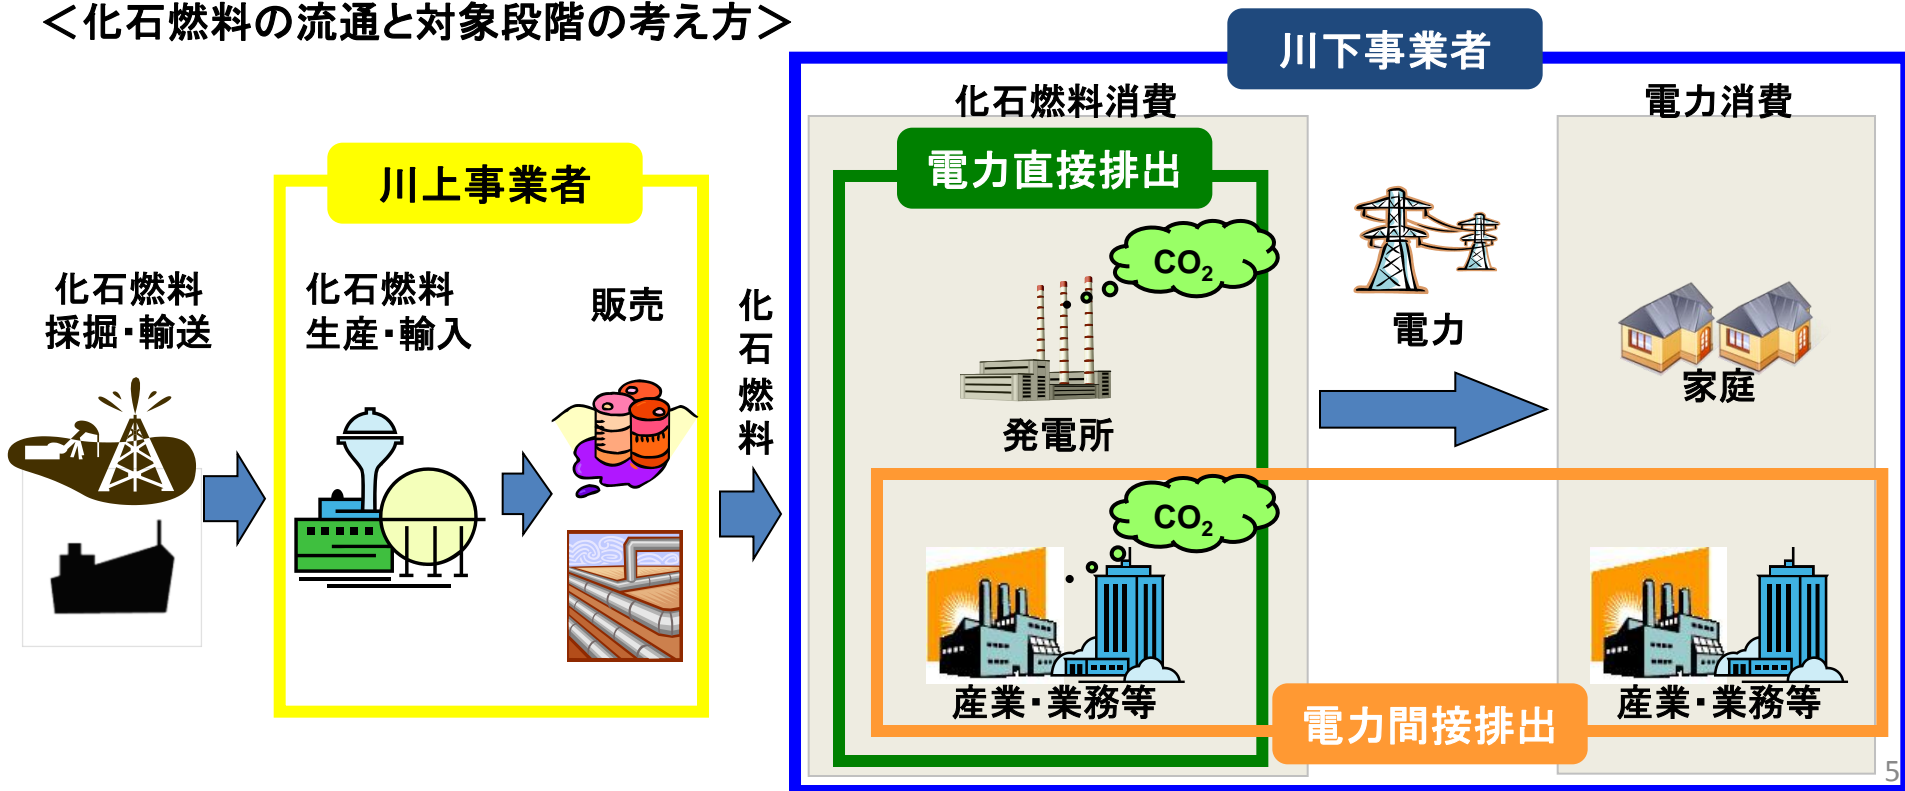 ＜化石燃料の流通と対象段階の考え方＞
川下事業者
化石燃料消費
電力消費
川上事業者
電力直接排出
CO₂
化石燃料
採掘・輸送
化石燃料
生産・輸入
販売
化石燃料
発電所
電力
家庭
CO₂
産業・業務等
電力間接排出
産業・業務等
5